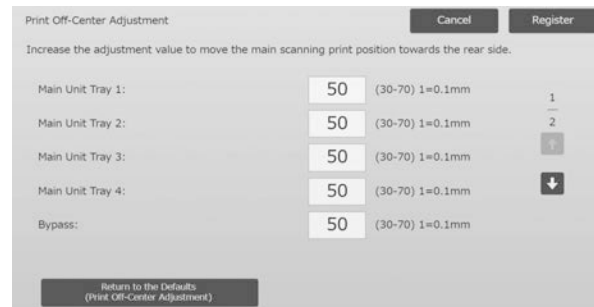 Print Off-Center Adjustment
Cancel
Register
Increase the adjustment value to move the main scanning print position towards the rear side.
Main Unit Tray 1: 50 (30-70) 1=0.1mm
Main Unit Tray 2: 50 (30-70) 1=0.1mm
Main Unit Tray 3: 50 (30-70) 1=0.1mm
Main Unit Tray 4: 50 (30-70) 1=0.1mm
Bypass: 50 (30-70) 1=0.1mm
1
2
Return to the Defaults
(Print Off-Center Adjustment)